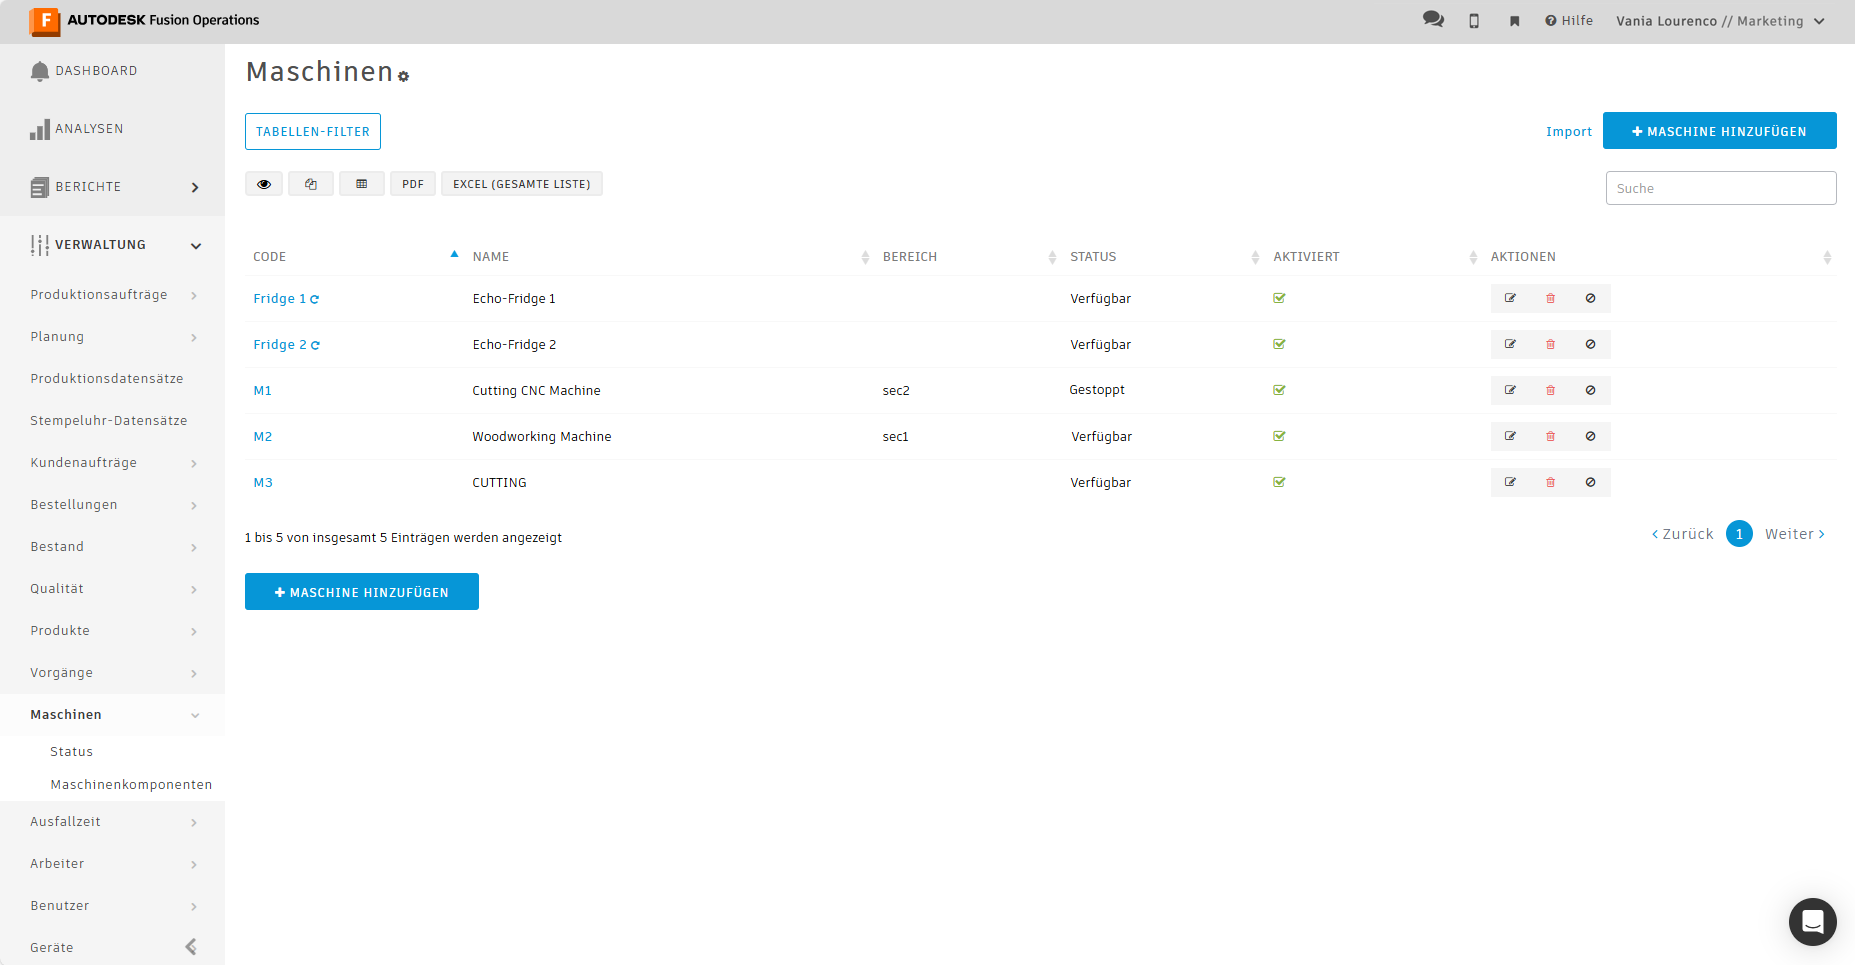 AUTODESK Fusion Operations
Hilfe
Vania Lourenco // Marketing
DASHBOARD
ANALYSEN
BERICHTE
VERWALTUNG
Produktionsaufträge
Planung
Produktionsdatensätze
Stempeluhr-Datensätze
Kundenaufträge
Bestellungen
Bestand
Qualität
Produkte
Vorgänge
Maschinen
Status
Maschinenkomponenten
Ausfallzeit
Arbeiter
Benutzer
Geräte
Maschinen
TABELLEN-FILTER
Import
MASCHINE HINZUFÜGEN
PDF
EXCEL (GESAMTE LISTE)
Suche
CODE NAME BEREICH STATUS AKTIVIERT AKTIONEN
Fridge 1 Echo-Fridge 1 Verfügbar
Fridge 2 Echo-Fridge 2 Verfügbar
M1 Cutting CNC Machine sec2 Gestoppt
M2 Woodworking Machine sec1 Verfügbar
M3 CUTTING Verfügbar
1 bis 5 von insgesamt 5 Einträgen werden angezeigt
Zurück 1 Weiter
MASCHINE HINZUFÜGEN